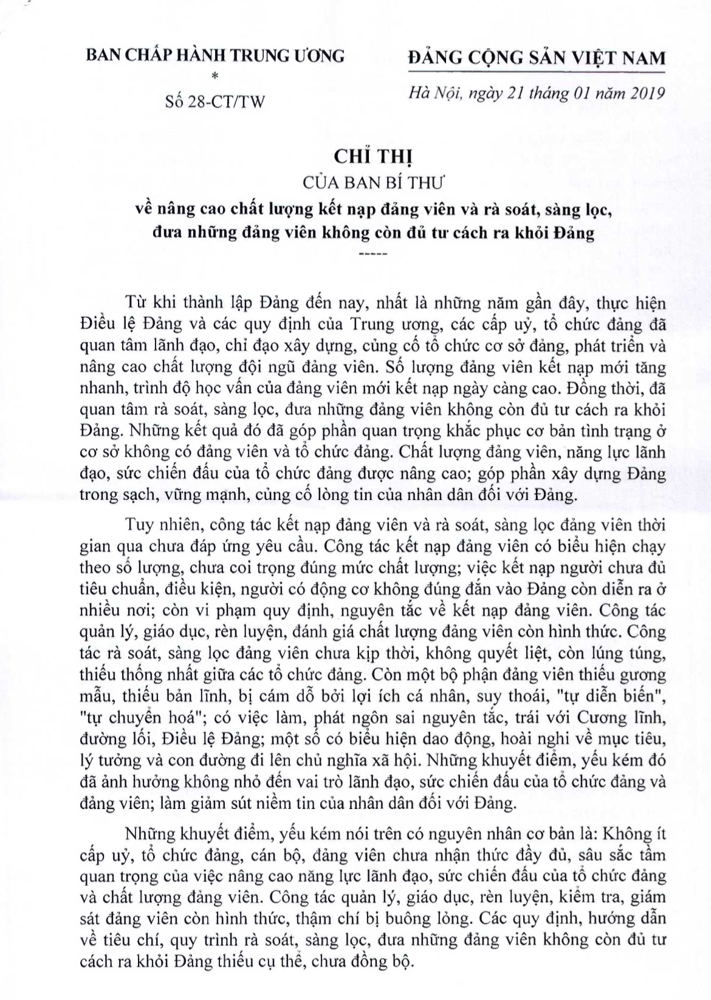 BAN CHẤP HÀNH TRUNG ƯƠNG
*
Số 28-CT/TW
ĐẢNG CỘNG SẢN VIỆT NAM
Hà Nội, ngày 21 tháng 01 năm 2019
CHỈ THỊ
CỦA BAN BÍ THƯ
về nâng cao chất lượng kết nạp đảng viên và rà soát, sàng lọc,
đưa những đảng viên không còn đủ tư cách ra khỏi Đảng
-----
Từ khi thành lập Đảng đến nay, nhất là những năm gần đây, thực hiện
Điều lệ Đảng và các quy định của Trung ương, các cấp uỷ, tổ chức đảng đã
quan tâm lãnh đạo, chỉ đạo xây dựng, củng cố tổ chức cơ sở đảng, phát triển và
nâng cao chất lượng đội ngũ đảng viên. Số lượng đảng viên kết nạp mới tăng
nhanh, trình độ học vấn của đảng viên mới kết nạp ngày càng cao. Đồng thời, đã
quan tâm rà soát, sàng lọc, đưa những đảng viên không còn đủ tư cách ra khỏi
Đảng. Những kết quả đó đã góp phần quan trọng khắc phục cơ bản tình trạng ở
cơ sở không có đảng viên và tổ chức đảng. Chất lượng đảng viên, năng lực lãnh
đạo, sức chiến đấu của tổ chức đảng được nâng cao; góp phần xây dựng Đảng
trong sạch, vững mạnh, củng cố lòng tin của nhân dân đối với Đảng.
Tuy nhiên, công tác kết nạp đảng viên và rà soát, sàng lọc đảng viên thời
gian qua chưa đáp ứng yêu cầu. Công tác kết nạp đảng viên có biểu hiện chạy
theo số lượng, chưa coi trọng đúng mức chất lượng; việc kết nạp người chưa đủ
tiêu chuẩn, điều kiện, người có động cơ không đúng đắn vào Đảng còn diễn ra ở
nhiều nơi; còn vi phạm quy định, nguyên tắc về kết nạp đảng viên. Công tác
quản lý, giáo dục, rèn luyện, đánh giá chất lượng đảng viên còn hình thức. Công
tác rà soát, sàng lọc đảng viên chưa kịp thời, không quyết liệt, còn lúng túng,
thiếu thống nhất giữa các tổ chức đảng. Còn một bộ phận đảng viên thiếu gương
mẫu, thiếu bản lĩnh, bị cám dỗ bởi lợi ích cá nhân, suy thoái, "tự diễn biến",
"tự chuyển hoá"; có việc làm, phát ngôn sai nguyên tắc, trái với Cương lĩnh,
đường lối, Điều lệ Đảng; một số có biểu hiện dao động, hoài nghi về mục tiêu,
lý tưởng và con đường đi lên chủ nghĩa xã hội. Những khuyết điểm, yếu kém đó
đã ảnh hưởng không nhỏ đến vai trò lãnh đạo, sức chiến đấu của tổ chức đảng và
đảng viên; làm giảm sút niềm tin của nhân dân đối với Đảng.
Những khuyết điểm, yếu kém nói trên có nguyên nhân cơ bản là: Không ít
cấp uỷ, tổ chức đảng, cán bộ, đảng viên chưa nhận thức đầy đủ, sâu sắc tầm
quan trọng của việc nâng cao năng lực lãnh đạo, sức chiến đấu của tổ chức đảng
và chất lượng đảng viên. Công tác quản lý, giáo dục, rèn luyện, kiểm tra, giám
sát đảng viên còn hình thức, thậm chí bị buông lỏng. Các quy định, hướng dẫn
về tiêu chí, quy trình rà soát, sàng lọc, đưa những đảng viên không còn đủ tư
cách ra khỏi Đảng thiếu cụ thể, chưa đồng bộ.